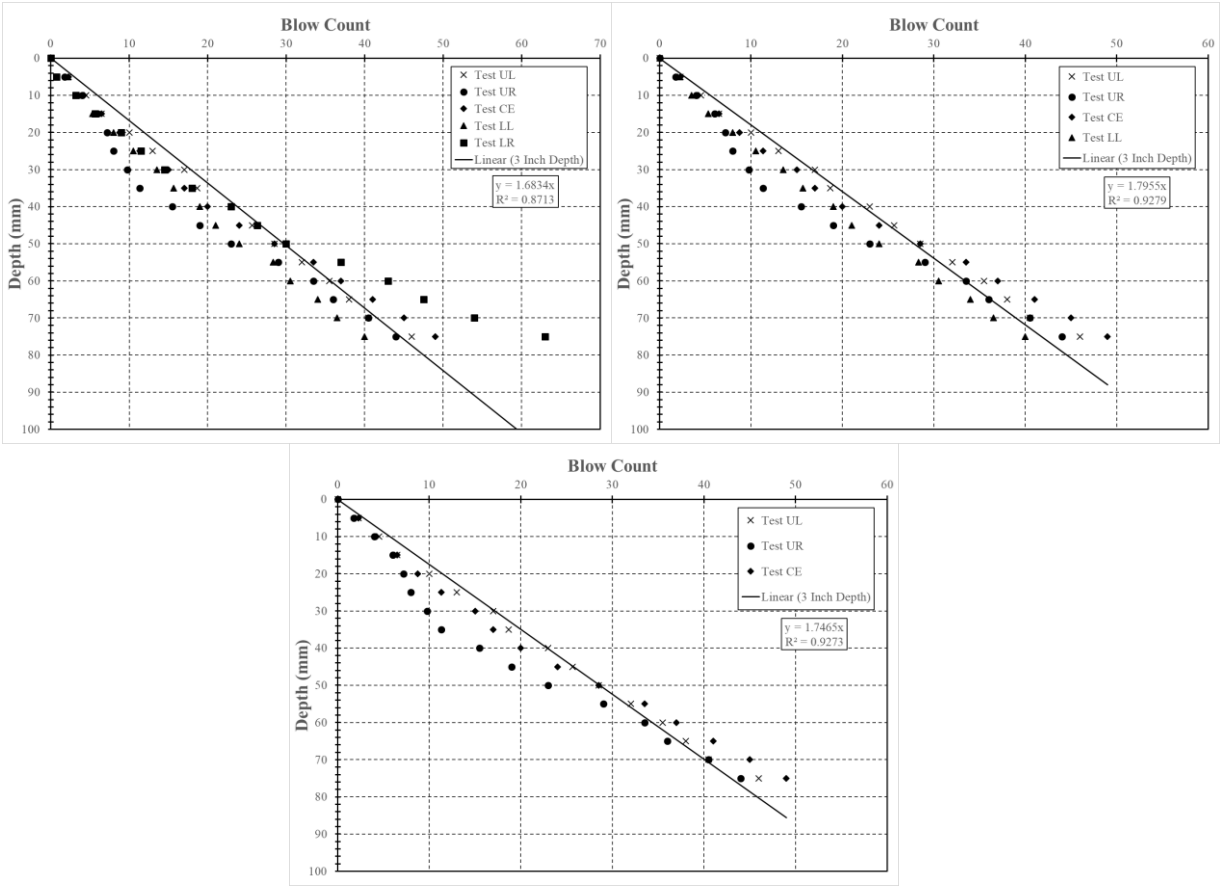 Blow Count
0 10 20 30 40 50 60 70
0
10
20
30
40
50
60
70
80
90
100
Depth (mm)
Test UL
Test UR
Test CE
Test LL
Test LR
Linear (3 Inch Depth)
y = 1.6834x
R² = 0.8713
Blow Count
0 10 20 30 40 50 60
0
10
20
30
40
50
60
70
80
90
100
Depth (mm)
Test UL
Test UR
Test CE
Test LL
Linear (3 Inch Depth)
y = 1.7955x
R² = 0.9279
Blow Count
0 10 20 30 40 50 60
0
10
20
30
40
50
60
70
80
90
100
Depth (mm)
Test UL
Test UR
Test CE
Linear (3 Inch Depth)
y = 1.7465x
R² = 0.9273